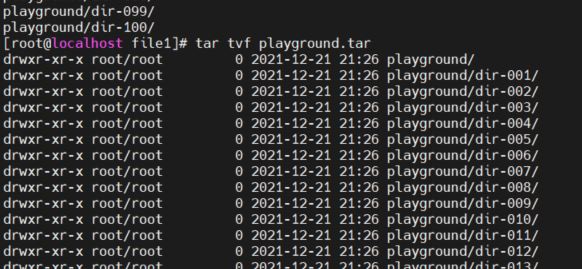 playground/dir-099/
playground/dir-100/
[root@localhost file1]# tar tvf playground.tar
drwxr-xr-x root/root         0 2021-12-21 21:26 playground/
drwxr-xr-x root/root         0 2021-12-21 21:26 playground/dir-001/
drwxr-xr-x root/root         0 2021-12-21 21:26 playground/dir-002/
drwxr-xr-x root/root         0 2021-12-21 21:26 playground/dir-003/
drwxr-xr-x root/root         0 2021-12-21 21:26 playground/dir-004/
drwxr-xr-x root/root         0 2021-12-21 21:26 playground/dir-005/
drwxr-xr-x root/root         0 2021-12-21 21:26 playground/dir-006/
drwxr-xr-x root/root         0 2021-12-21 21:26 playground/dir-007/
drwxr-xr-x root/root         0 2021-12-21 21:26 playground/dir-008/
drwxr-xr-x root/root         0 2021-12-21 21:26 playground/dir-009/
drwxr-xr-x root/root         0 2021-12-21 21:26 playground/dir-010/
drwxr-xr-x root/root         0 2021-12-21 21:26 playground/dir-011/
drwxr-xr-x root/root         0 2021-12-21 21:26 playground/dir-012/
drwxr-xr-x root/root         0 2021-12-21 21:26 playground/dir-013/